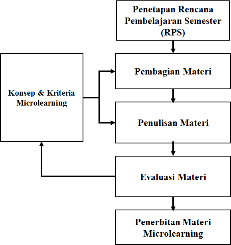 Penetapan Rencana
Pembelajaran Semester
(RPS)
Pembagian Materi
Konsep & Kriteria
Microlearning
Penulisan Materi
Evaluasi Materi
Penerbitan Materi
Microlearning